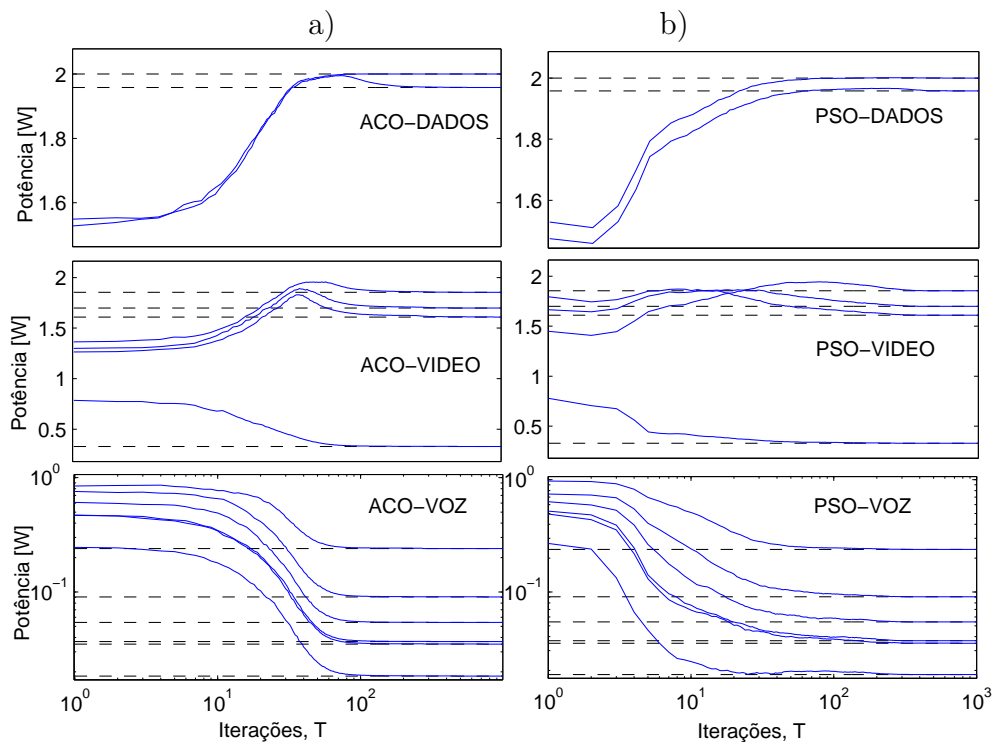 a)
b)
Potência [W]
2
1.8
1.6
ACO−DADOS
Potência [W]
2
1.8
1.6
PSO−DADOS
Potência [W]
2
1.5
1
0.5
ACO−VIDEO
Potência [W]
2
1.5
1
0.5
PSO−VIDEO
Potência [W]
10^0
10^−1
ACO−VOZ
Potência [W]
10^0
10^−1
PSO−VOZ
10^0 10^1 10^2
Iterações, T
10^0 10^1 10^2 10^3
Iterações, T